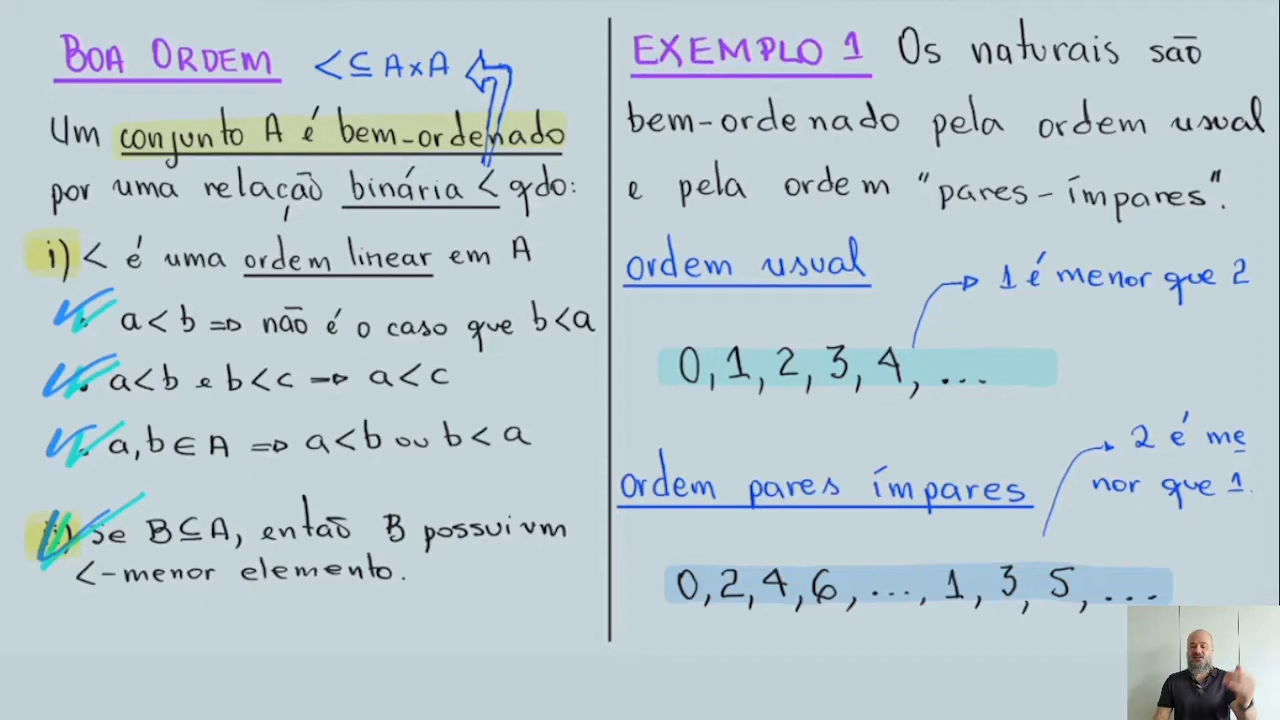 BOA ORDEM
< ⊆ A×A
Um conjunto A é bem-ordenado
por uma relação binária < qdo:
i) < é uma ordem linear em A
a<b ⇒ não é o caso que b<a
a<b e b<c ⇒ a<c
a,b ∈ A ⇒ a<b ou b<a
ii) Se B⊆A, então B possui um
<-menor elemento.
EXEMPLO 1 Os naturais são
bem-ordenado pela ordem usual
e pela ordem "pares-ímpares".
ordem usual
1 é menor que 2
0, 1, 2, 3, 4, ...
ordem pares ímpares
2 é me
nor que 1.
0, 2, 4, 6, ..., 1, 3, 5, ...